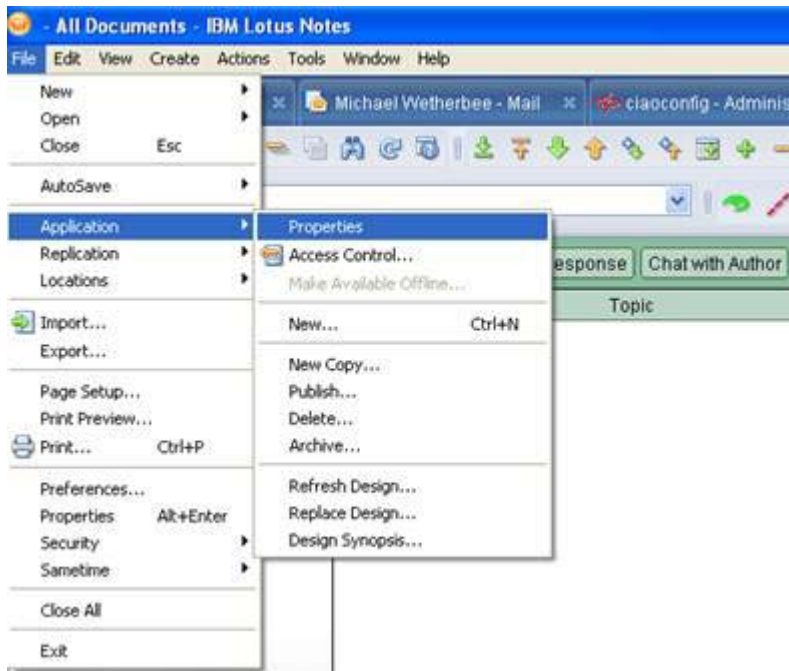 - All Documents - IBM Lotus Notes
File Edit View Create Actions Tools Window Help
Michael Wetherbee - Mail ciaoconfig - Adminis
New
Open
Close Esc
AutoSave
Application
Replication
Locations
Import...
Export...
Page Setup...
Print Preview...
Print... Ctrl+P
Preferences...
Properties Alt+Enter
Security
Sametime
Close All
Exit
Properties
Access Control...
Make Available Offline...
New... Ctrl+N
New Copy...
Publish...
Delete...
Archive...
Refresh Design...
Replace Design...
Design Synopsis...
esponse Chat with Author
Topic